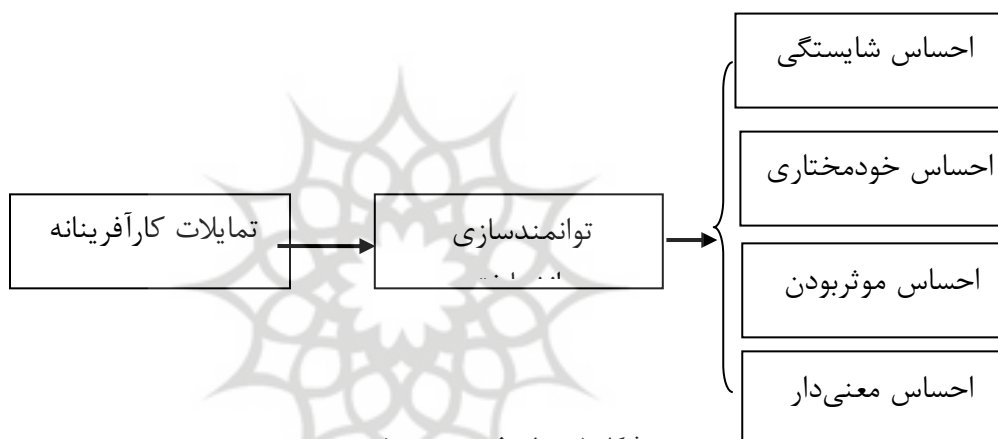 احساس شایستگی
احساس خودمختاری
تمایلات کارآفرینانه
توانمندسازی
احساس موثربودن
احساس معنی‌دار